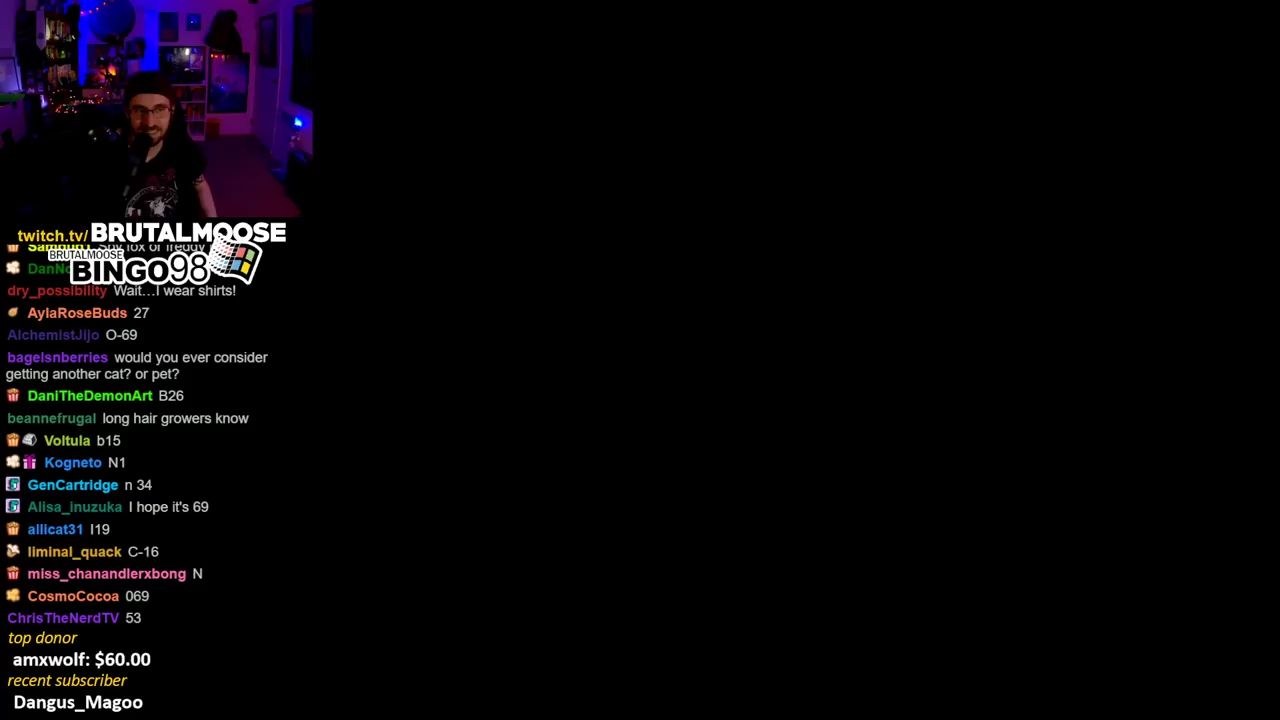 twitch.tv/BRUTALMOOSE
BRUTALMOOSE
BINGO98
dry_possibility Wait...I wear shirts!
AylaRoseBuds 27
AlchemistJijo O-69
bagelsnberries would you ever consider
getting another cat? or pet?
DaniTheDemonArt B26
beannefrugal long hair growers know
Voltula b15
Kogneto N1
GenCartridge n 34
Alisa_inuzuka I hope it's 69
allicat31 I19
liminal_quack C-16
miss_chanandlerxbong N
CosmoCocoa 069
ChrisTheNerdTV 53
top donor
amxwolf: $60.00
recent subscriber
Dangus_Magoo